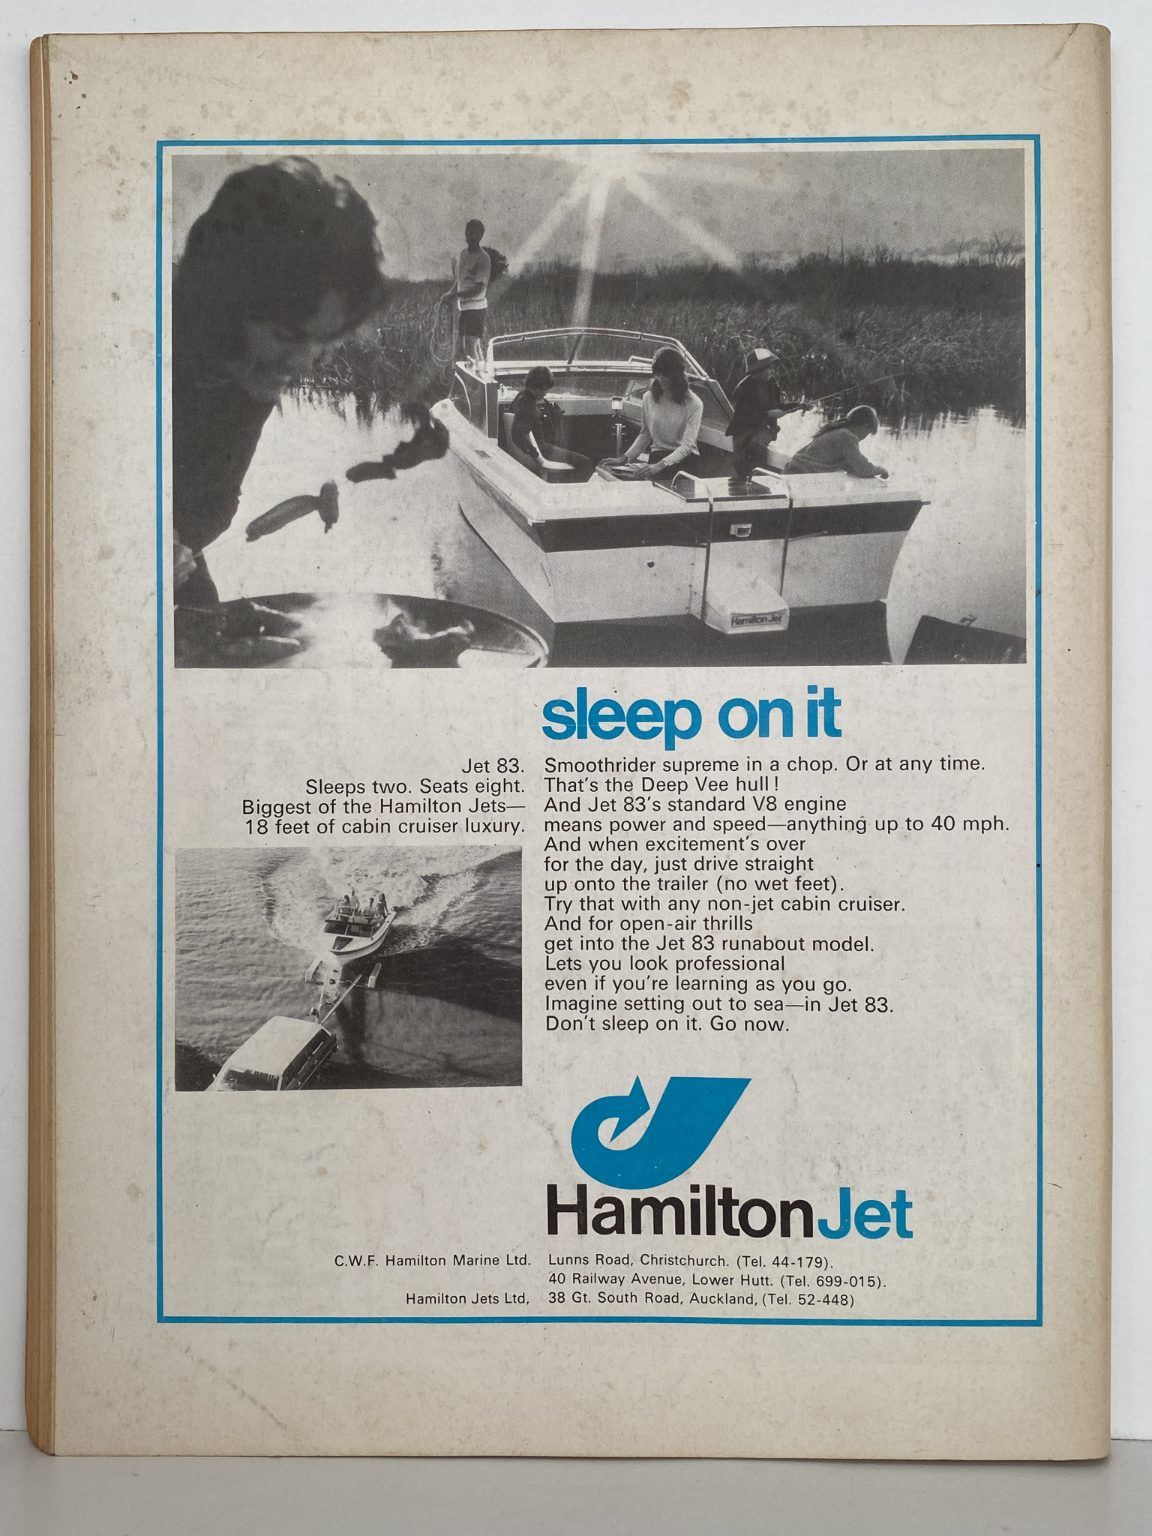 HamiltonJet
sleep on it
Jet 83.
Sleeps two. Seats eight.
Biggest of the Hamilton Jets—
18 feet of cabin cruiser luxury.
Smoothrider supreme in a chop. Or at any time.
That's the Deep Vee hull!
And Jet 83's standard V8 engine
means power and speed—anything up to 40 mph.
And when excitement's over
for the day, just drive straight
up onto the trailer (no wet feet).
Try that with any non-jet cabin cruiser.
And for open-air thrills
get into the Jet 83 runabout model.
Lets you look professional
even if you're learning as you go.
Imagine setting out to sea—in Jet 83.
Don't sleep on it. Go now.
HamiltonJet
C.W.F. Hamilton Marine Ltd. Lunns Road, Christchurch. (Tel. 44-179).
40 Railway Avenue, Lower Hutt. (Tel. 699-015).
Hamilton Jets Ltd, 38 Gt. South Road, Auckland, (Tel. 52-448)